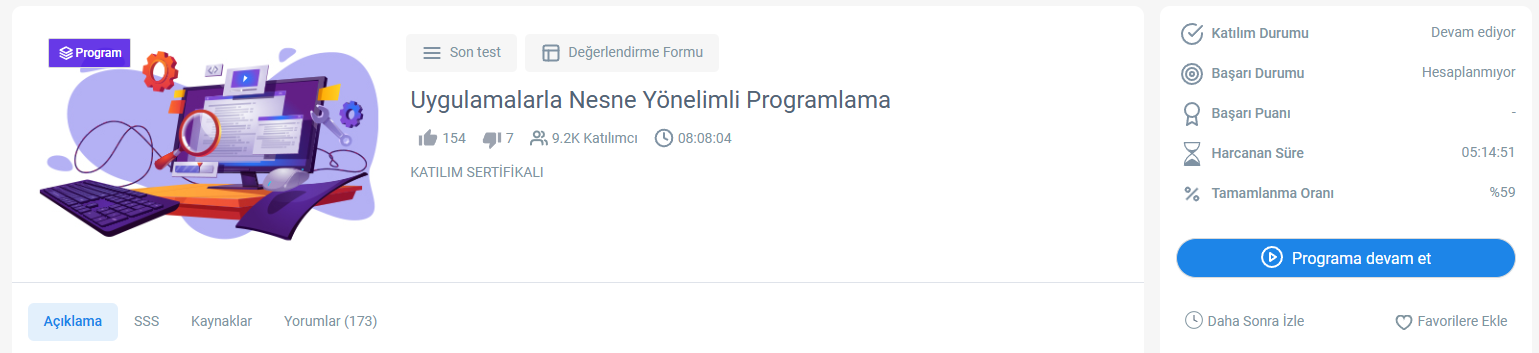 Program
Son test
Değerlendirme Formu
Uygulamalarla Nesne Yönelimli Programlama
154 7 9.2K Katılımcı 08:08:04
KATILIM SERTİFİKALI
Açıklama SSS Kaynaklar Yorumlar (173)
Katılım Durumu Devam ediyor
Başarı Durumu Hesaplanmıyor
Başarı Puanı -
Harcanan Süre 05:14:51
Tamamlanma Oranı %59
Programa devam et
Daha Sonra İzle Favorilere Ekle